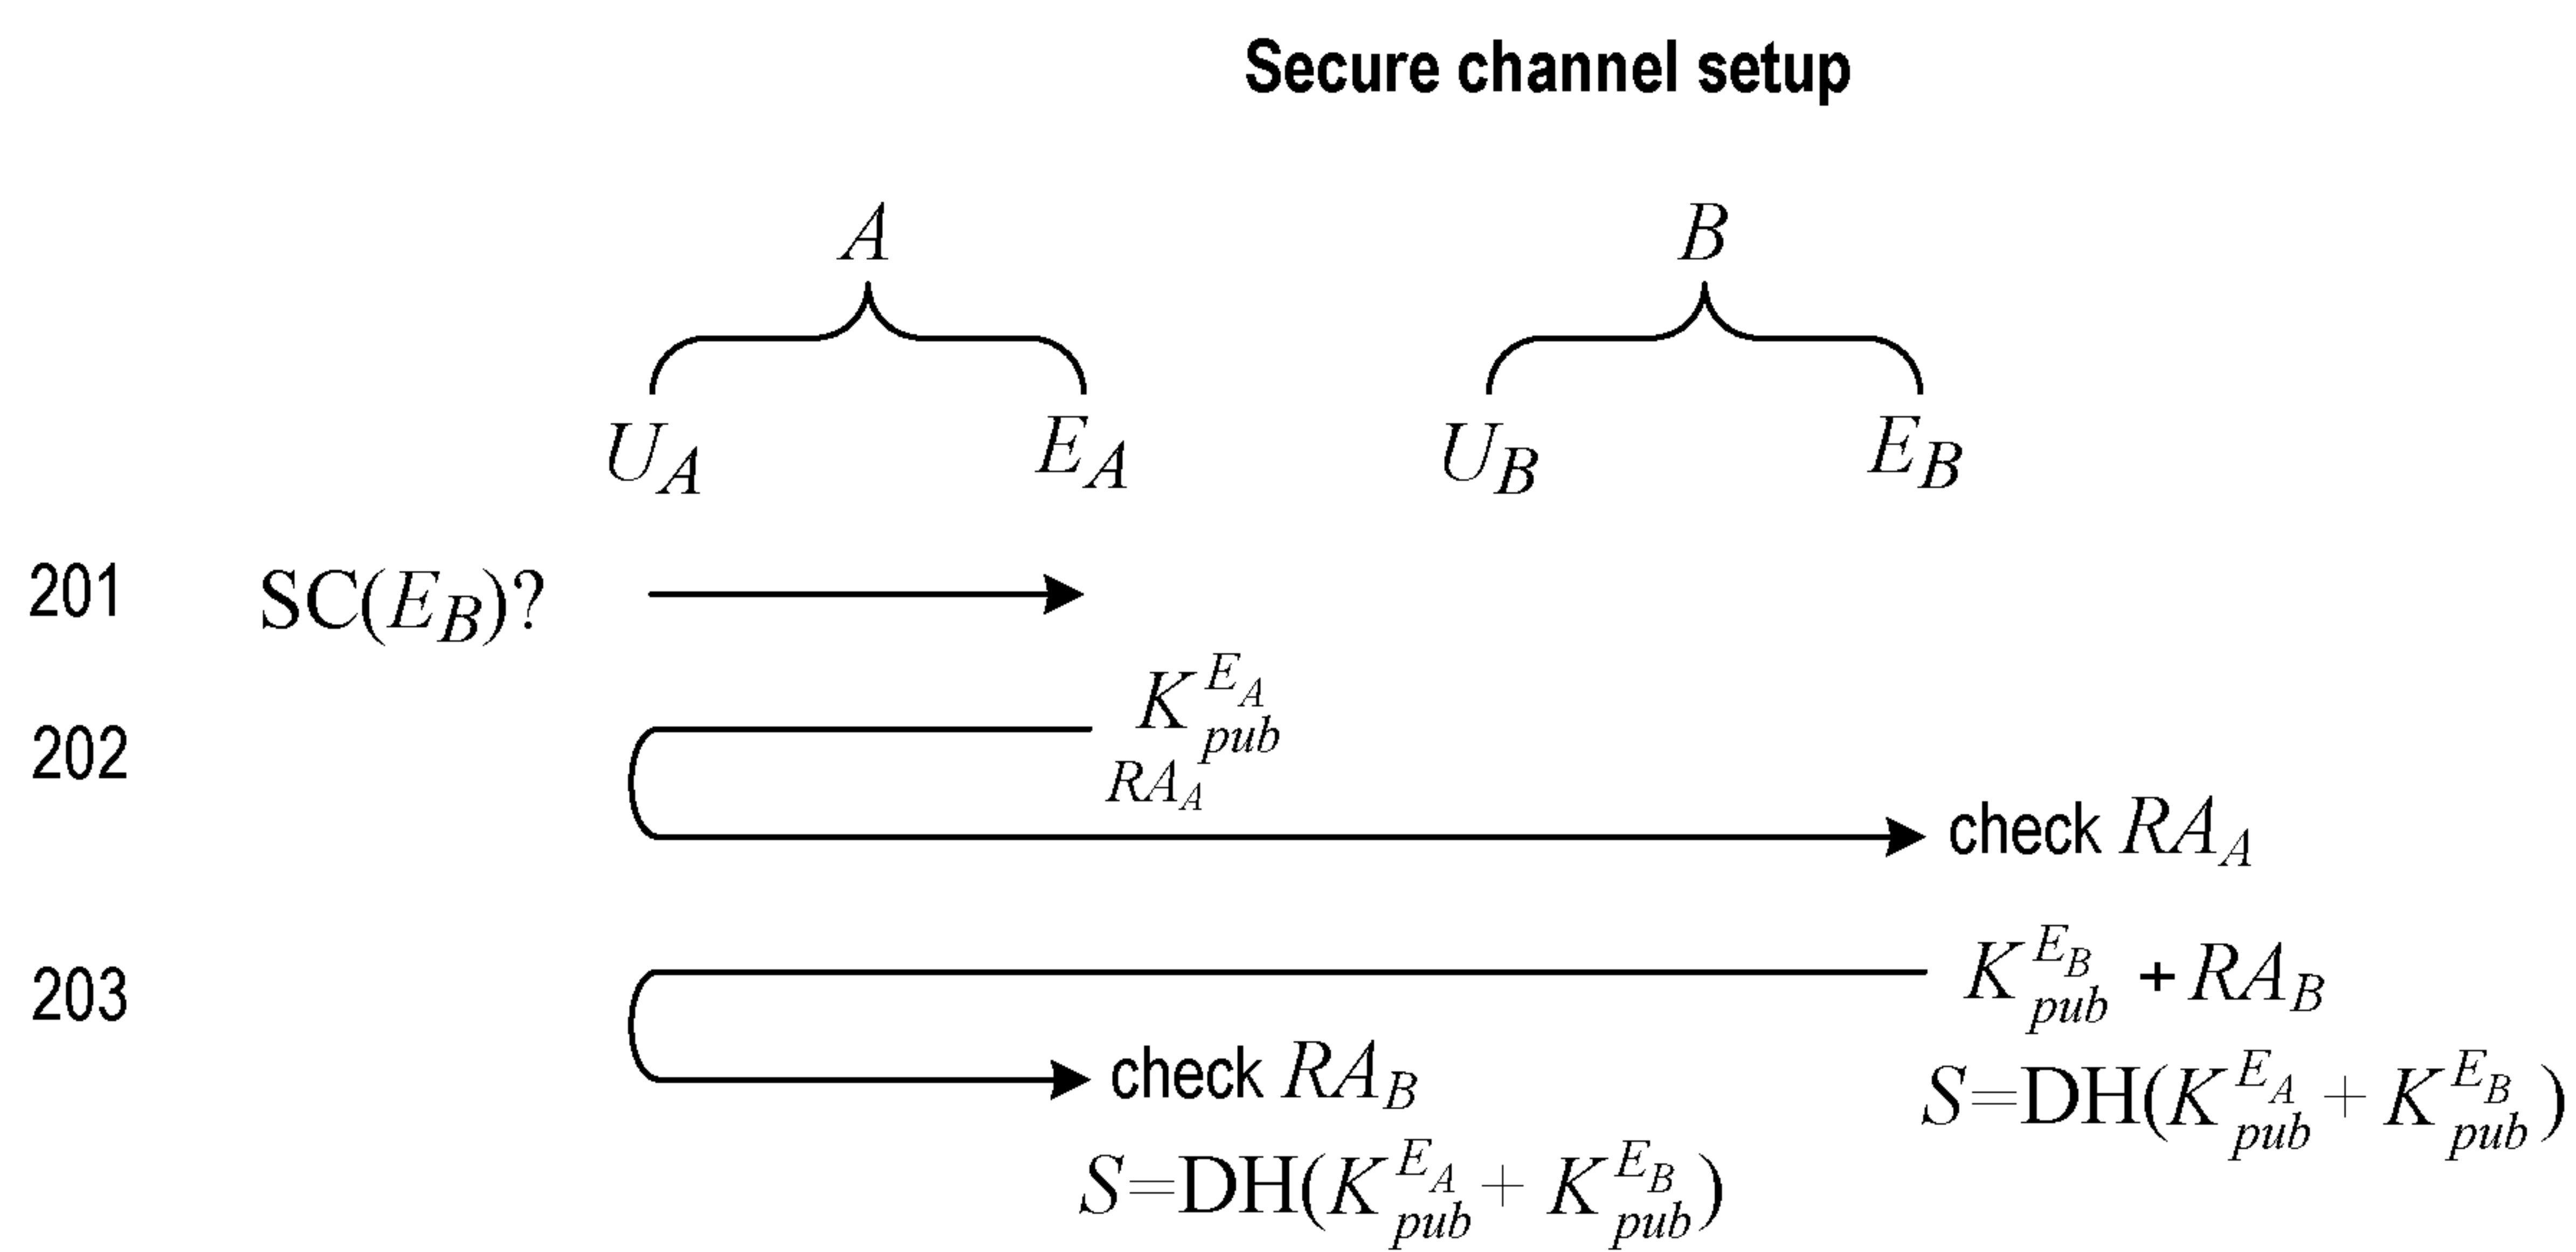 Secure channel setup
A B
U_A E_A U_B E_B
201 SC(E_B)?
K_pub^E_A
202
RA_A
check RA_A
203 K_pub^E_B + RA_B
check RA_B
S=DH(K_pub^E_A + K_pub^E_B)
S=DH(K_pub^E_A + K_pub^E_B)